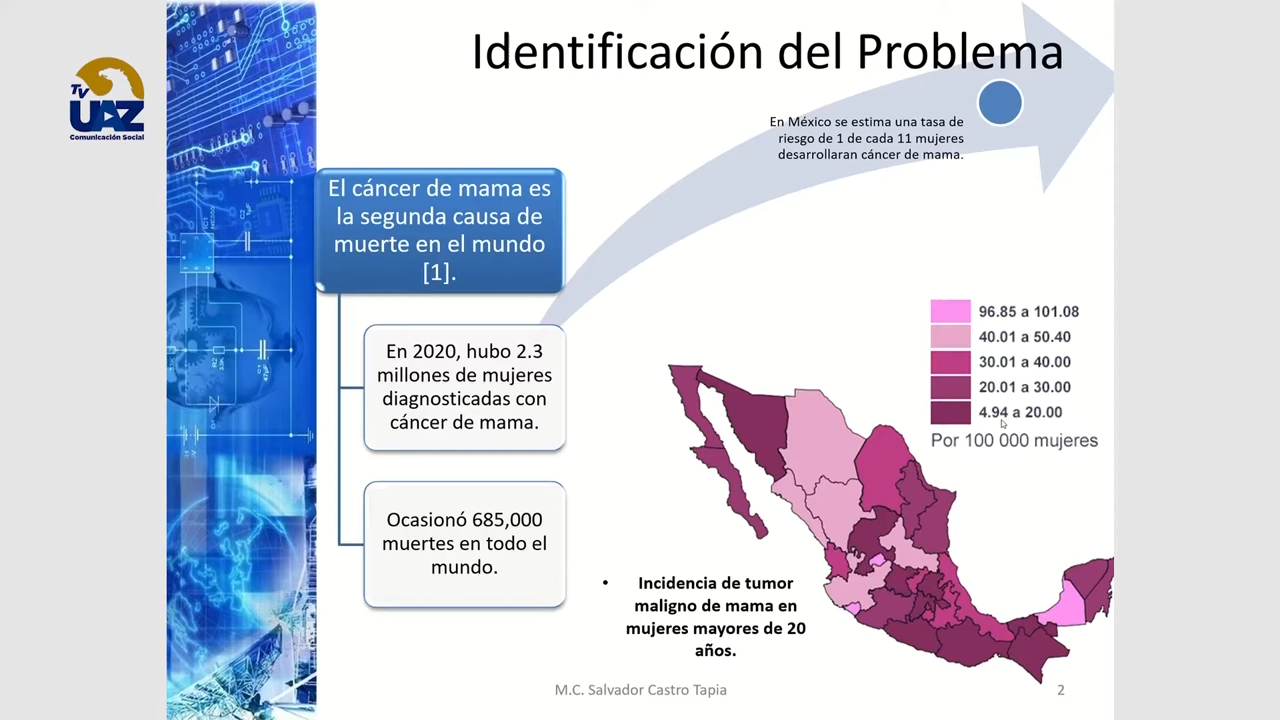 TV
UAZ
Comunicación Social
Identificación del Problema
En México se estima una tasa de
riesgo de 1 de cada 11 mujeres
desarrollaran cáncer de mama.
El cáncer de mama es
la segunda causa de
muerte en el mundo
[1].
En 2020, hubo 2.3
millones de mujeres
diagnosticadas con
cáncer de mama.
Ocasionó 685,000
muertes en todo el
mundo.
96.85 a 101.08
40.01 a 50.40
30.01 a 40.00
20.01 a 30.00
4.94 a 20.00
Por 100 000 mujeres
• Incidencia de tumor
maligno de mama en
mujeres mayores de 20
años.
M.C. Salvador Castro Tapia
2